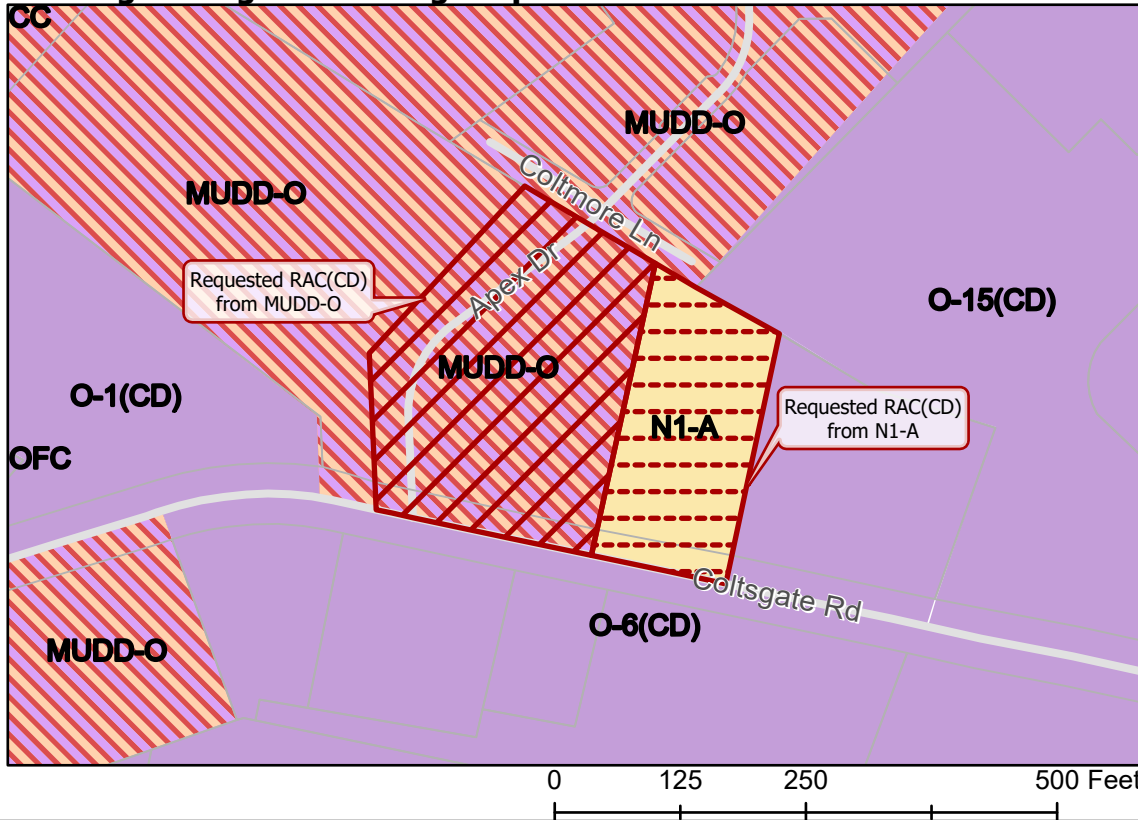 CC
MUDD-O
MUDD-O
Coltmore Ln
Requested RAC(CD)
from MUDD-O
Apex Dr
O-15(CD)
MUDD-O
O-1(CD)
Requested RAC(CD)
from N1-A
N1-A
OFC
Coltsgate Rd
O-6(CD)
MUDD-O
0 125 250 500 Feet